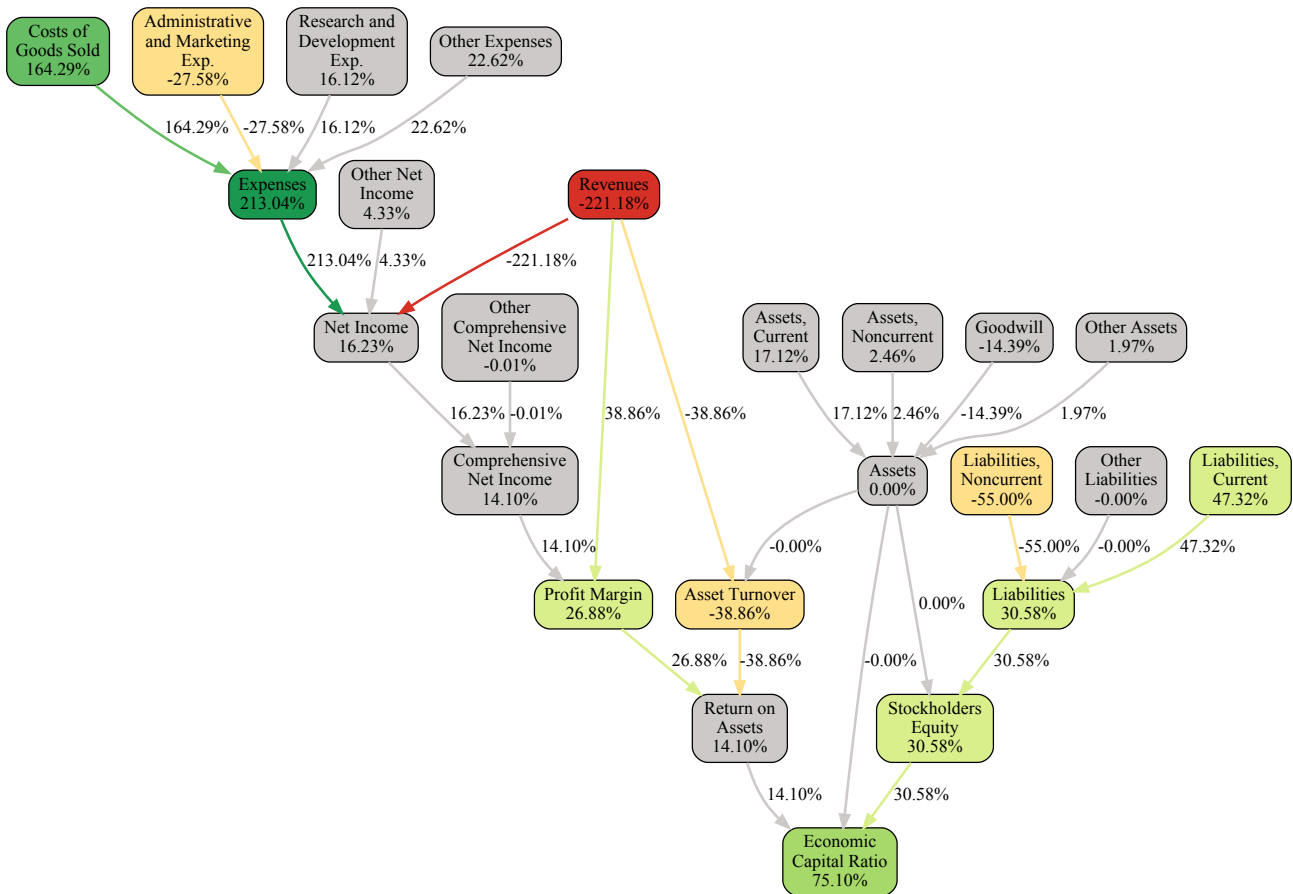 Costs of
Goods Sold
164.29%
Administrative
and Marketing
Exp.
-27.58%
Research and
Development
Exp.
16.12%
Other Expenses
22.62%
164.29%
-27.58%
16.12%
22.62%
Expenses
213.04%
Other Net
Income
4.33%
Revenues
-221.18%
213.04%
4.33%
-221.18%
Net Income
16.23%
Other
Comprehensive
Net Income
-0.01%
Assets,
Current
17.12%
Assets,
Noncurrent
2.46%
Goodwill
-14.39%
Other Assets
1.97%
16.23%
-0.01%
38.86%
-38.86%
17.12%
2.46%
-14.39%
1.97%
Comprehensive
Net Income
14.10%
Assets
0.00%
Liabilities,
Noncurrent
-55.00%
Other
Liabilities
-0.00%
Liabilities,
Current
47.32%
14.10%
-0.00%
-55.00%
-0.00%
47.32%
Profit Margin
26.88%
Asset Turnover
-38.86%
0.00%
Liabilities
30.58%
26.88%
-38.86%
-0.00%
30.58%
Return on
Assets
14.10%
Stockholders
Equity
30.58%
14.10%
30.58%
Economic
Capital Ratio
75.10%